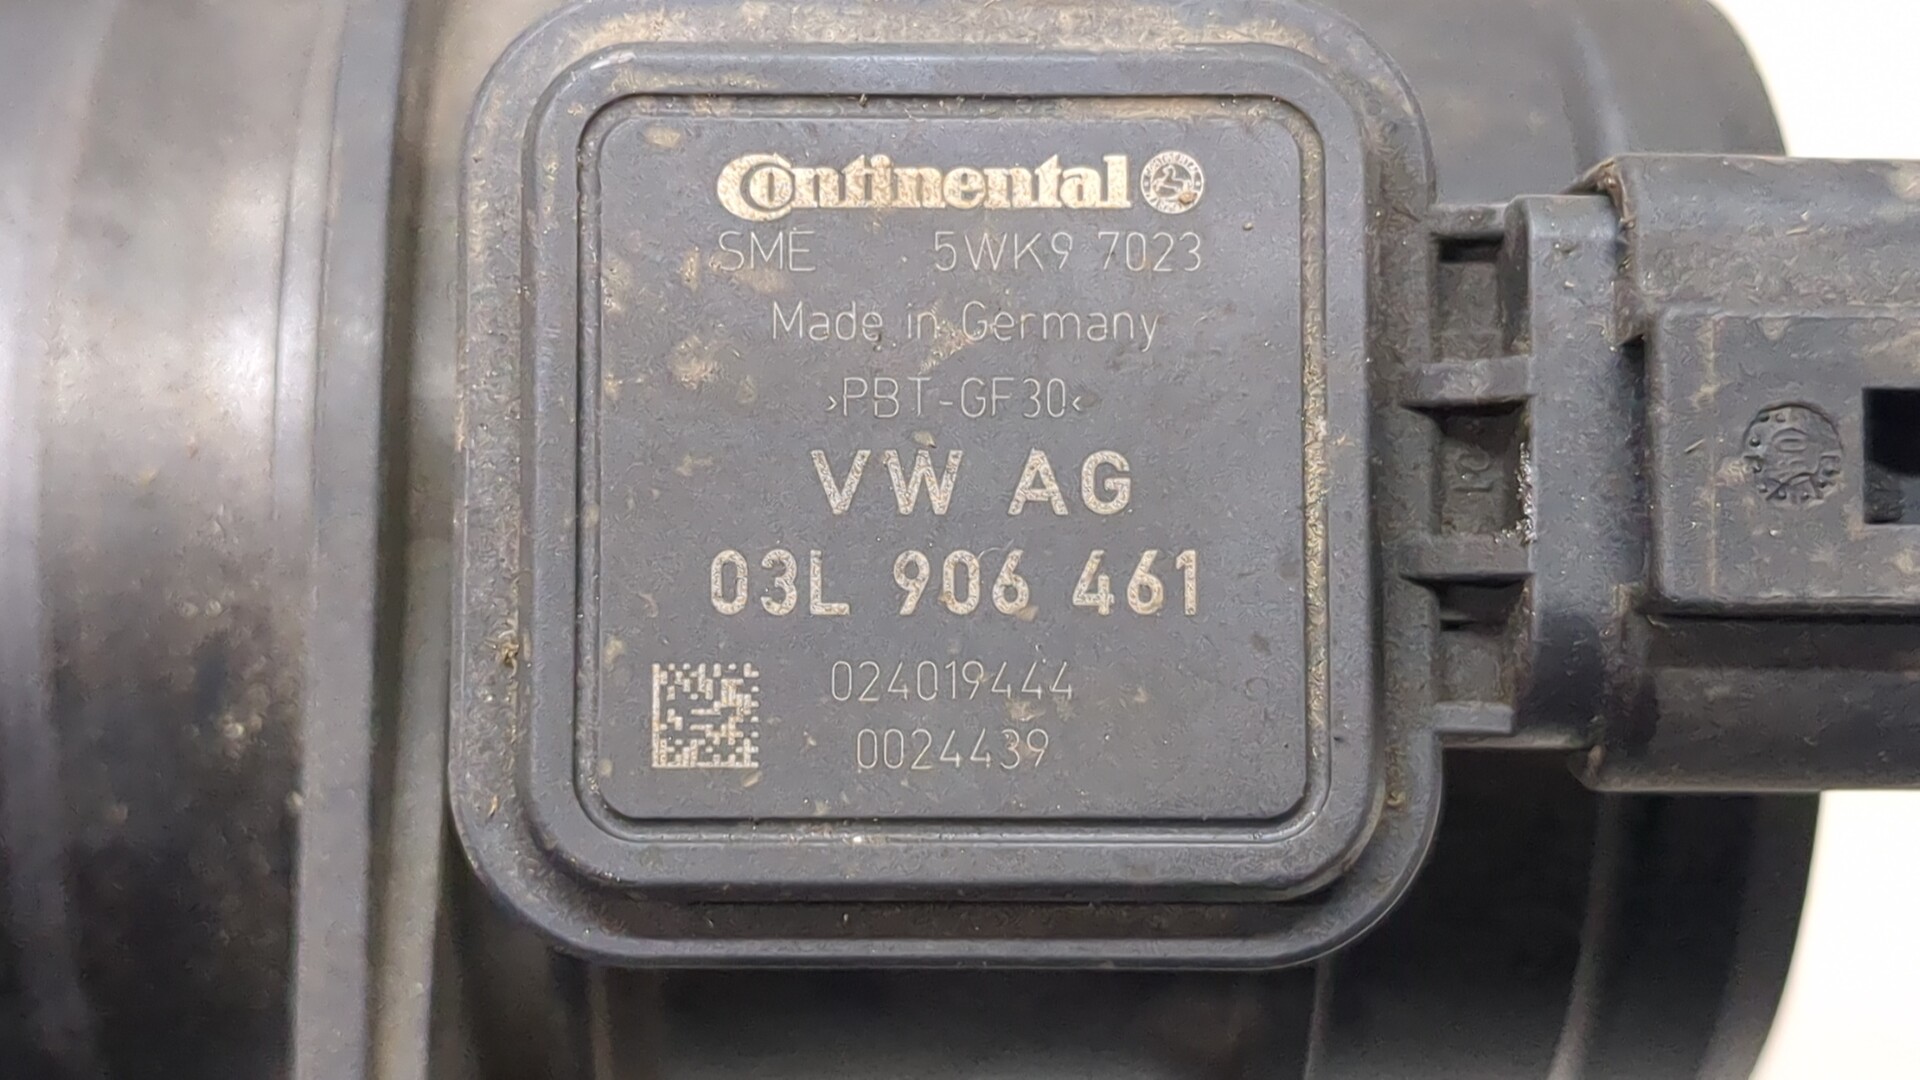 Continental
SME 5WK9 7023
Made in Germany
›PBT-GF30‹
VW AG
03L 906 461
024019444
0024439